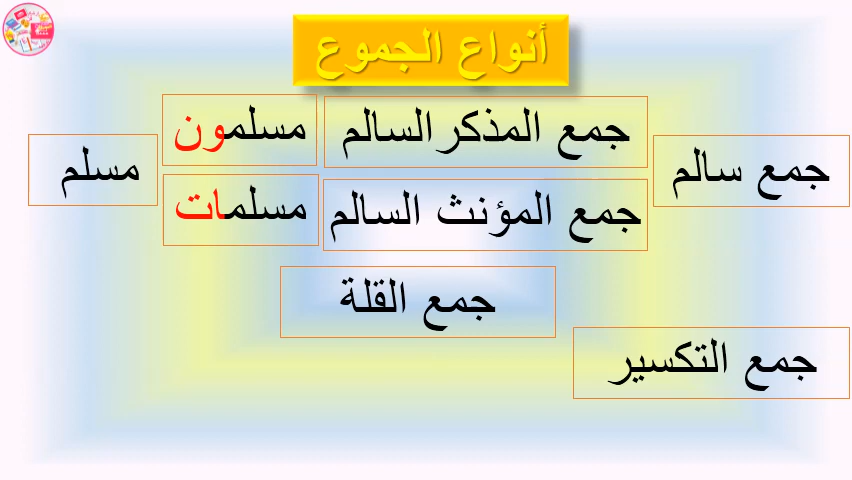 أنواع الجموع
جمع سالم
جمع المذكر السالم
مسلمون
مسلم
جمع المؤنث السالم
مسلمات
جمع القلة
جمع التكسير